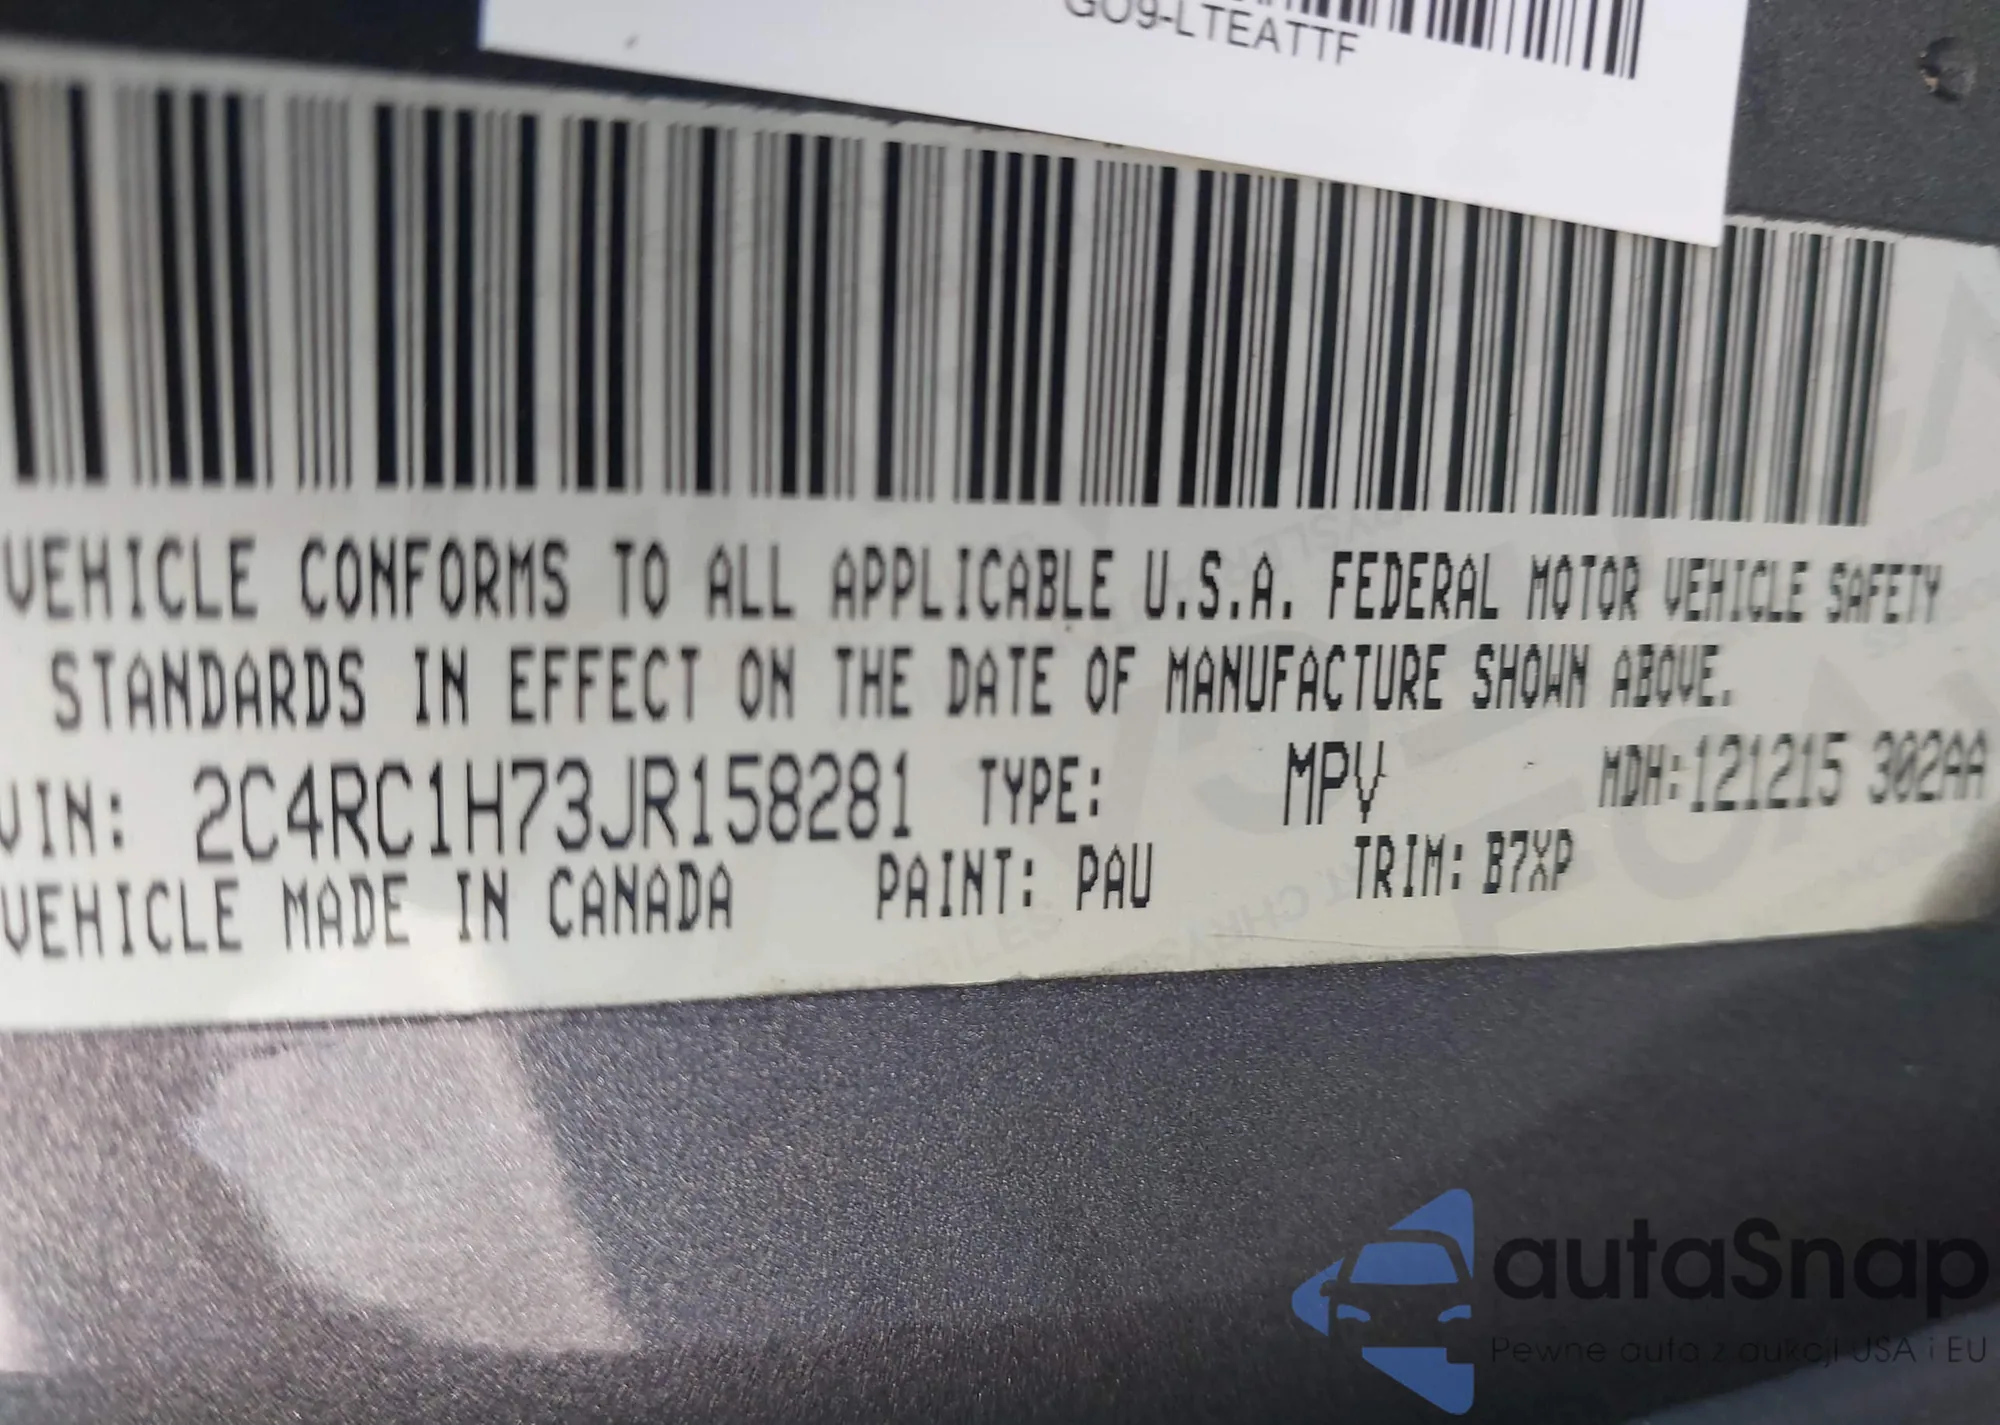 GO9-LTEATTF
VEHICLE CONFORMS TO ALL APPLICABLE U.S.A. FEDERAL MOTOR VEHICLE SAFETY
STANDARDS IN EFFECT ON THE DATE OF MANUFACTURE SHOWN ABOVE.
VIN: 2C4RC1H73JR158281 TYPE: MPV MDH:121215 302AA
VEHICLE MADE IN CANADA PAINT: PAU TRIM: B7XP
autaSnap
Pewne auta z aukcji USA i EU